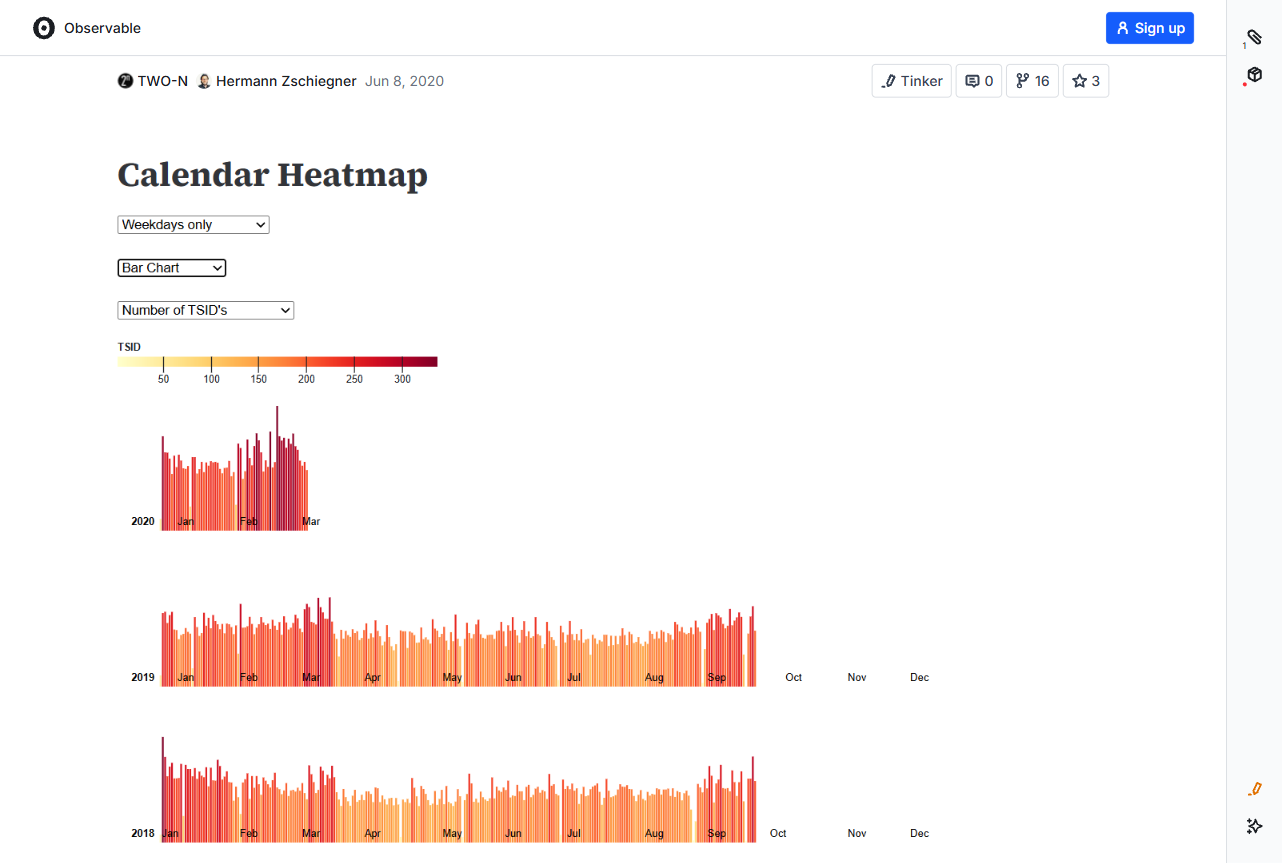 Observable
Sign up
TWO-N Hermann Zschiegner Jun 8, 2020
Tinker 0 16 3
1
Calendar Heatmap
Weekdays only
Bar Chart
Number of TSID's
TSID
50 100 150 200 250 300
2020 Jan Feb Mar
2019 Jan Feb Mar Apr May Jun Jul Aug Sep Oct Nov Dec
2018 Jan Feb Mar Apr May Jun Jul Aug Sep Oct Nov Dec